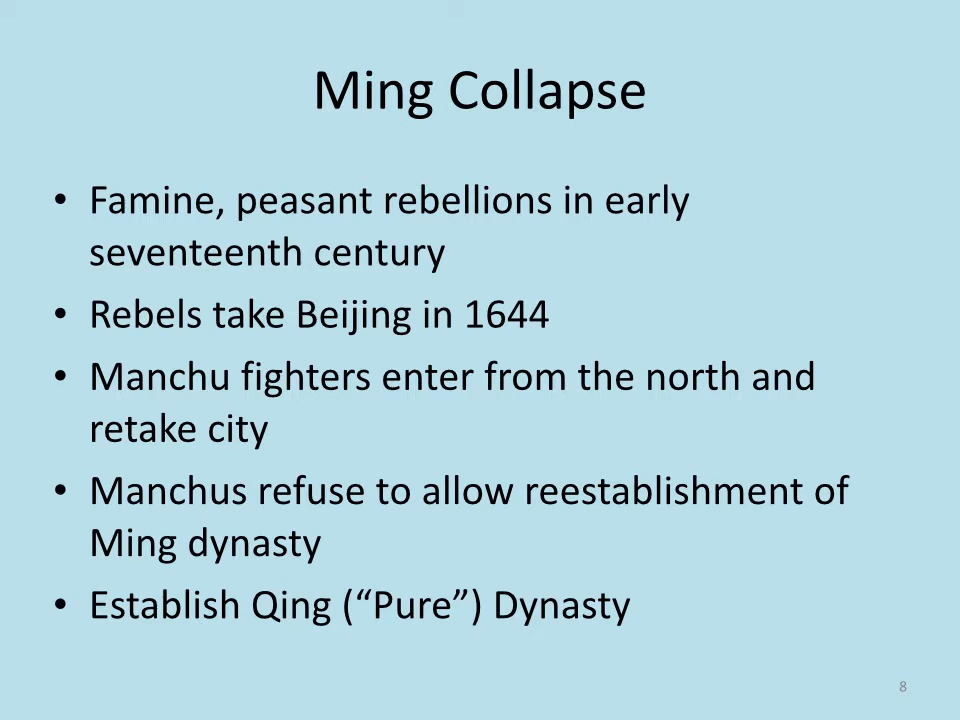 Ming Collapse
• Famine, peasant rebellions in early
seventeenth century
• Rebels take Beijing in 1644
• Manchu fighters enter from the north and
retake city
• Manchus refuse to allow reestablishment of
Ming dynasty
• Establish Qing (“Pure”) Dynasty
8